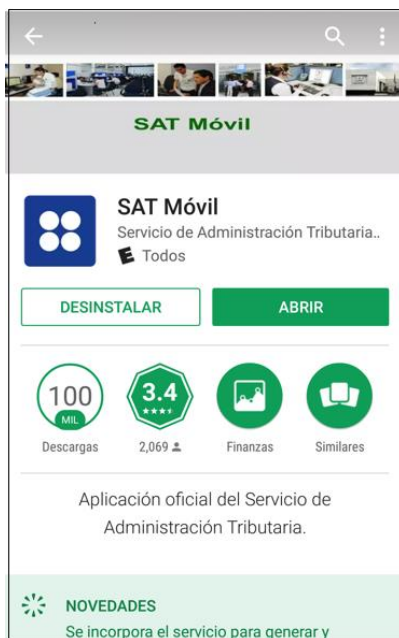 SAT Móvil
SAT Móvil
Servicio de Administración Tributaria..
E Todos
DESINSTALAR
ABRIR
100
MIL
3.4
Descargas
2,069
Finanzas
Similares
Aplicación oficial del Servicio de
Administración Tributaria.
NOVEDADES
Se incorpora el servicio para generar y